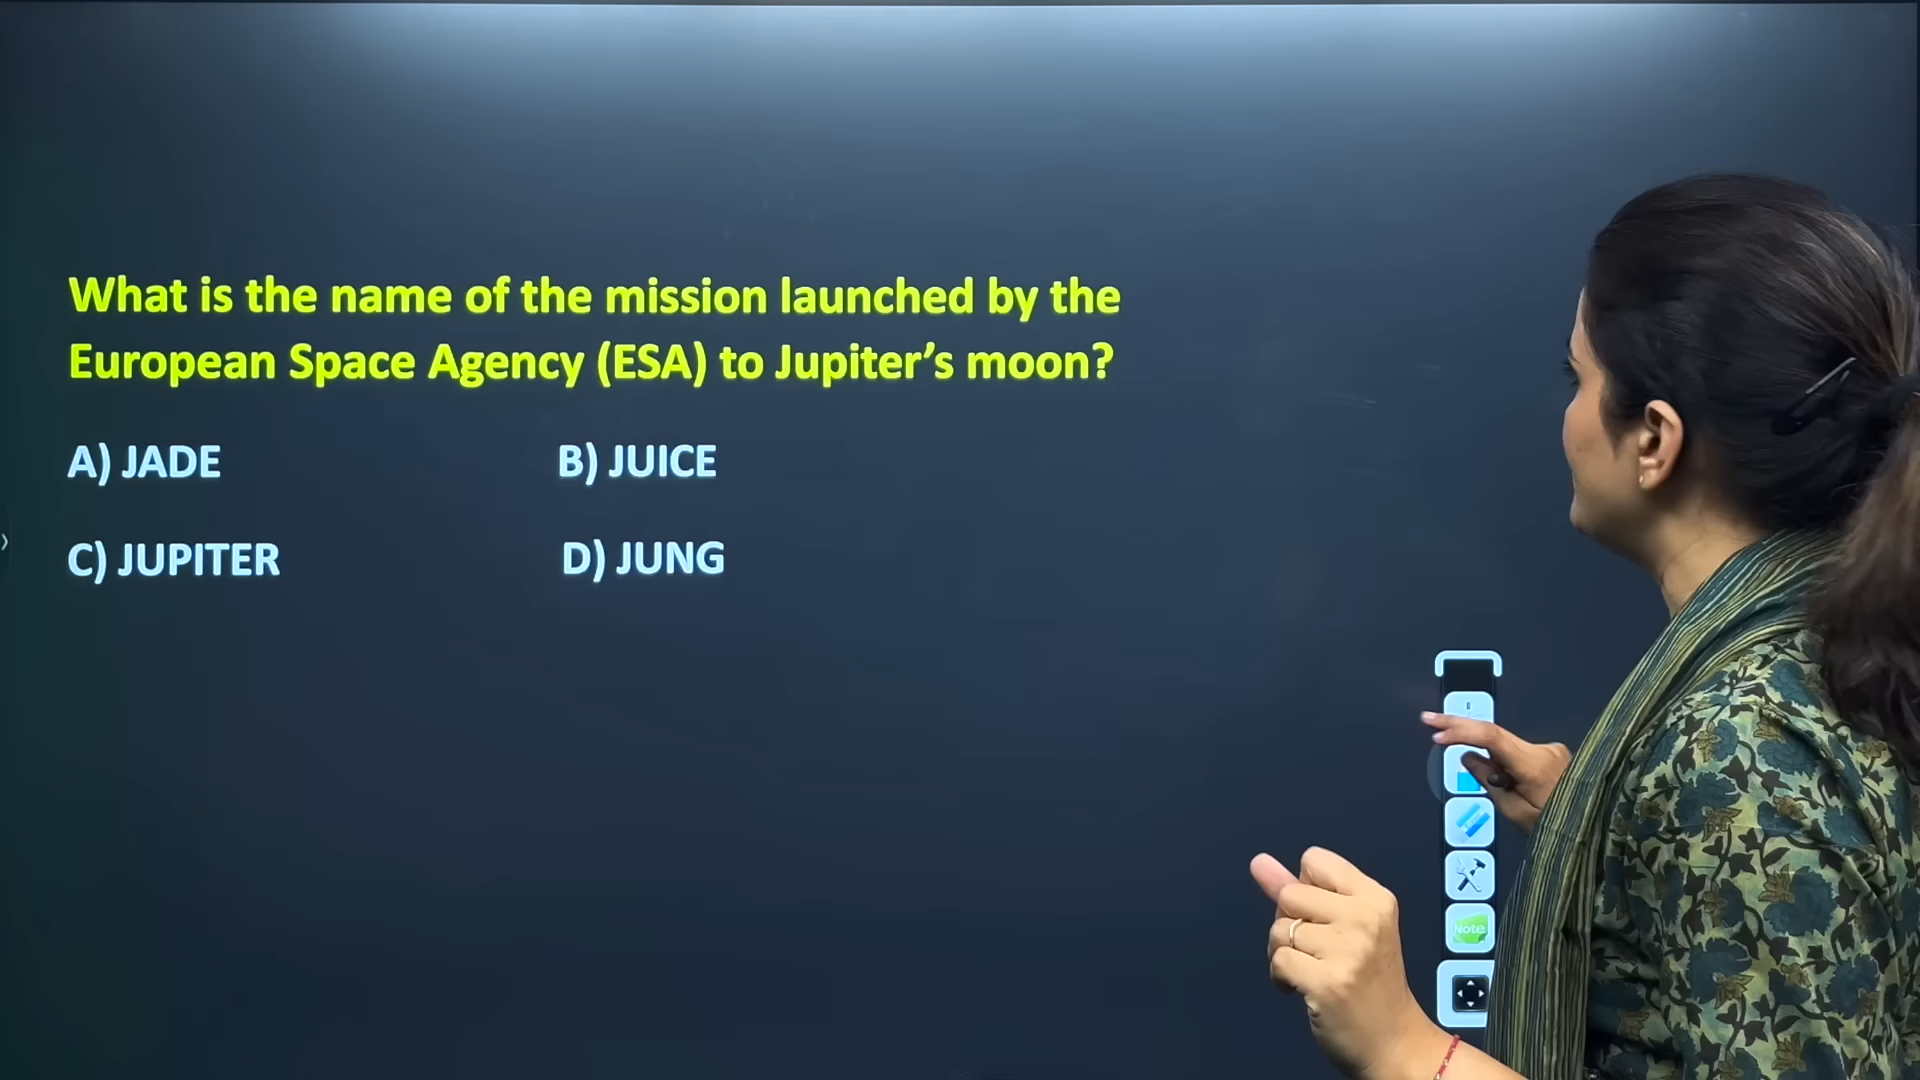 What is the name of the mission launched by the
European Space Agency (ESA) to Jupiter’s moon?
A) JADE B) JUICE
C) JUPITER D) JUNG
Note